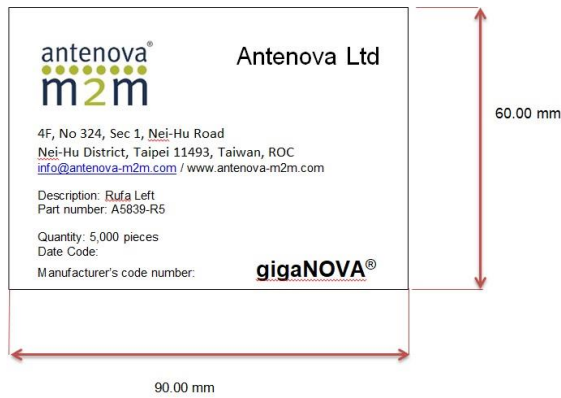 antenova®
m2m
Antenova Ltd
4F, No 324, Sec 1, Nei-Hu Road
Nei-Hu District, Taipei 11493, Taiwan, ROC
info@antenova-m2m.com / www.antenova-m2m.com
Description: Rufa Left
Part number: A5839-R5
Quantity: 5,000 pieces
Date Code:
Manufacturer's code number:
gigaNOVA®
60.00 mm
90.00 mm